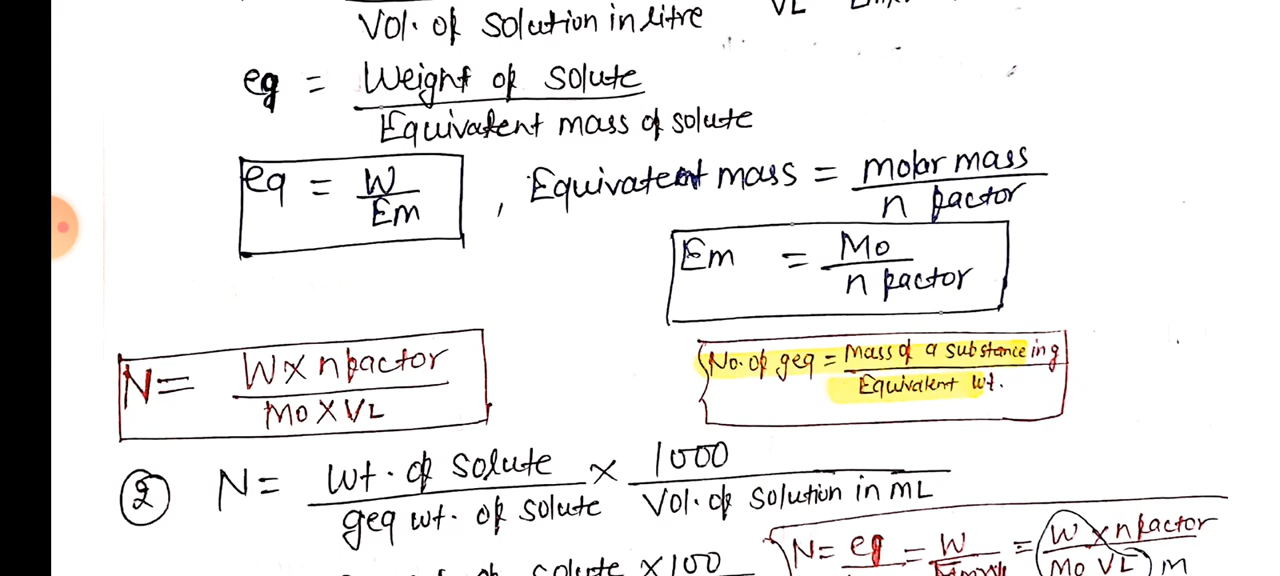 Vol. of solution in litre VL
eq = Weight of solute
Equivalent mass of solute
eq = W
Em
, Equivalent mass = molar mass
n factor
Em = Mo
n factor
N = W x n factor
Mo X VL
No. of geq = Mass of a substance in g
Equivalent wt.
② N = Wt. of solute x 1000
geq wt. of solute Vol. of solution in mL
N = eq = W = W x n factor
Mo VL m
solute x 100